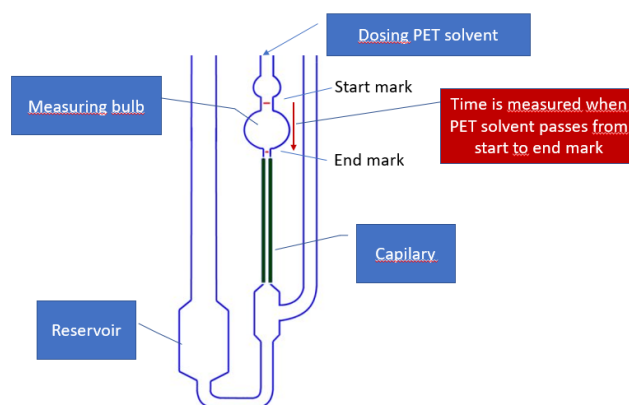 Dosing PET solvent
Start mark
Measuring bulb
Time is measured when
PET solvent passes from
start to end mark
End mark
Capilary
Reservoir